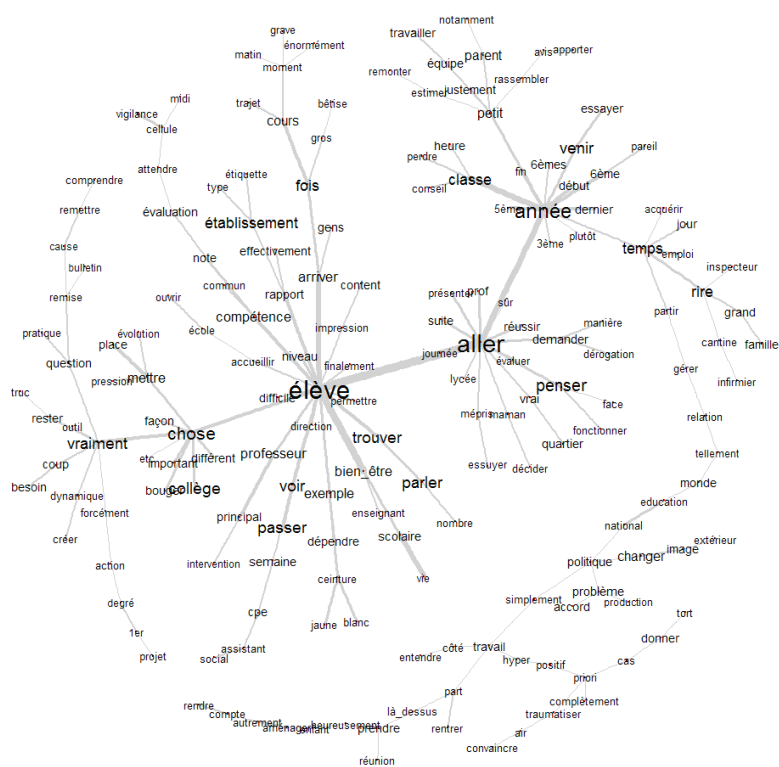 grave
énormément
matin
moment
trajet
bêtise
cours
gros
midi
vigilance
cellule
attendre
étiquette
type
fois
comprendre
remettre
évaluation
établissement
gens
cause
note
effectivement
arriver
bulletin
commun
rapport
content
remise
ouvrir
compétence
impression
pratique
évolution
école
place
question
accueillir
niveau
finalement
pression
mettre
élève
permettre
truc
difficile
rester
outil
façon
direction
vraiment
chose
trouver
etc
important
différent
professeur
coup
bien_être
besoin
bouger
collège
voir
exemple
parler
dynamique
forcément
principal
passer
enseignant
nombre
créer
dépendre
scolaire
action
intervention
semaine
ceinture
vie
degré
cpe
jaune
blanc
1er
assistant
social
projet
notamment
travailler
avis
apporter
équipe
parent
remonter
rassembler
estimer
justement
petit
essayer
heure
venir
pareil
perdre
6èmes
fin
6ème
conseil
classe
début
5ème
année
dernier
acquérir
jour
3ème
plutôt
temps
emploi
inspecteur
présenter
prof
sûr
rire
suite
réussir
manière
partir
grand
journée
aller
demander
cantine
famille
évaluer
dérogation
lycée
penser
gérer
infirmier
vrai
face
mépris
maman
fonctionner
relation
quartier
essuyer
décider
tellement
monde
education
national
extérieur
politique
changer
image
simplement
problème
production
accord
tort
côté
travail
donner
entendre
hyper
positif
cas
priori
part
complètement
rendre
compte
là_dessus
traumatiser
autrement
aménager
enfant
heureusement
prendre
rentrer
air
convaincre
réunion